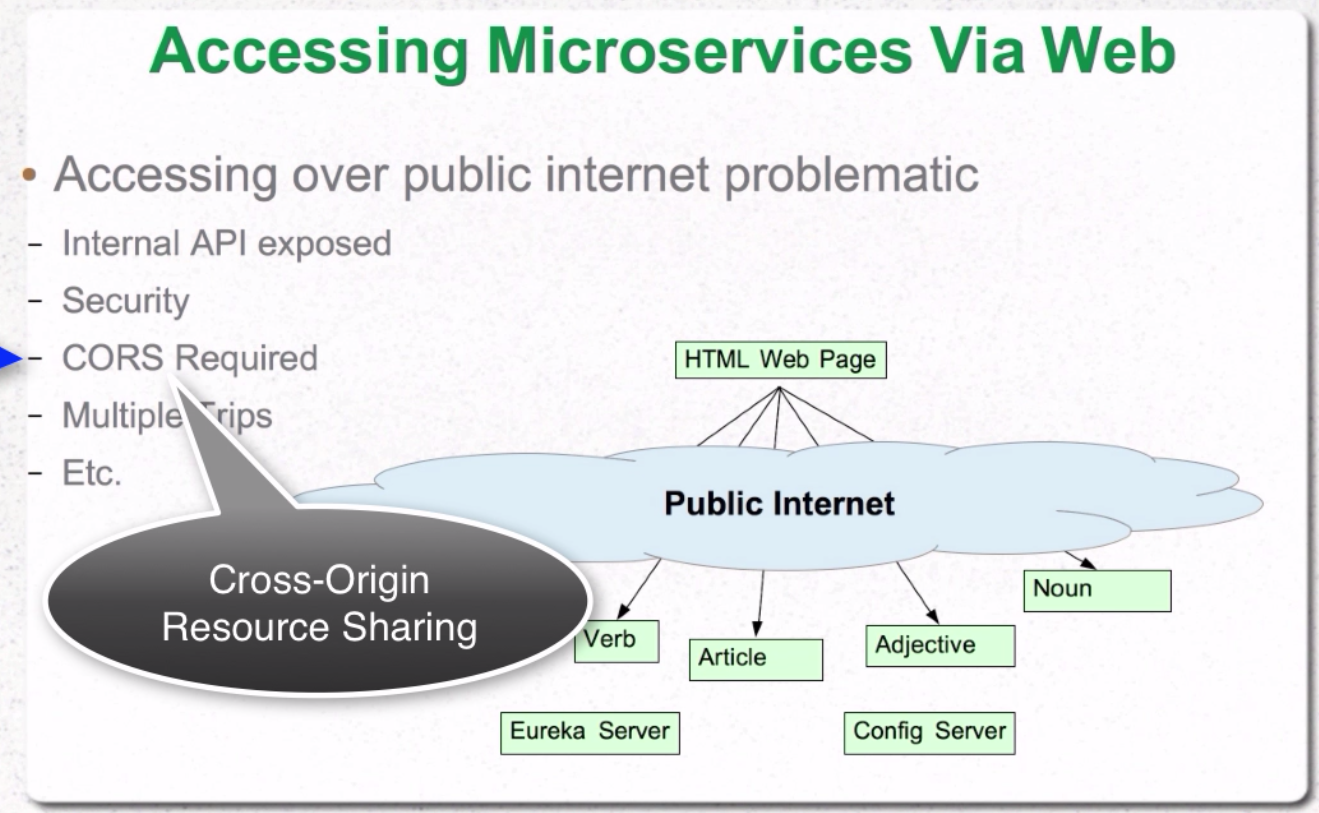 Accessing Microservices Via Web
• Accessing over public internet problematic
– Internal API exposed
– Security
– CORS Required
– Multiple Trips
– Etc.
Cross-Origin
Resource Sharing
HTML Web Page
Public Internet
Noun
Verb
Article
Adjective
Eureka Server
Config Server